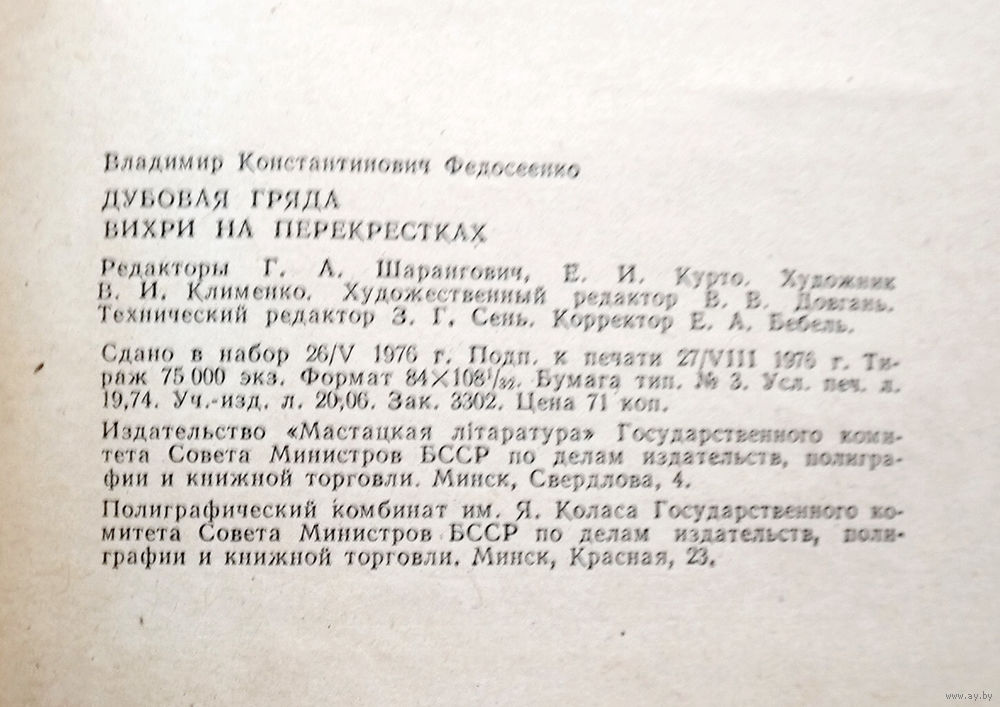 Владимир Константинович Федосеенко
ДУБОВАЯ ГРЯДА
ВИХРИ НА ПЕРЕКРЕСТКАХ
Редакторы Г. А. Шарангович, Е. И. Курто. Художник
В. И. Клименко. Художественный редактор В. В. Довгань.
Технический редактор З. Г. Сень. Корректор Е. А. Бебель.
Сдано в набор 26/V 1976 г. Подп. к печати 27/VIII 1976 г. Ти-
раж 75 000 экз. Формат 84×108¹/₃₂. Бумага тип. № 3. Усл. печ. л.
19,74. Уч.-изд. л. 20,06. Зак. 3302. Цена 71 коп.
Издательство «Мастацкая літаратура» Государственного коми-
тета Совета Министров БССР по делам издательств, полигра-
фии и книжной торговли. Минск, Свердлова, 4.
Полиграфический комбинат им. Я. Коласа Государственного ко-
митета Совета Министров БССР по делам издательств, поли-
графии и книжной торговли. Минск, Красная, 23.
www.ay.by